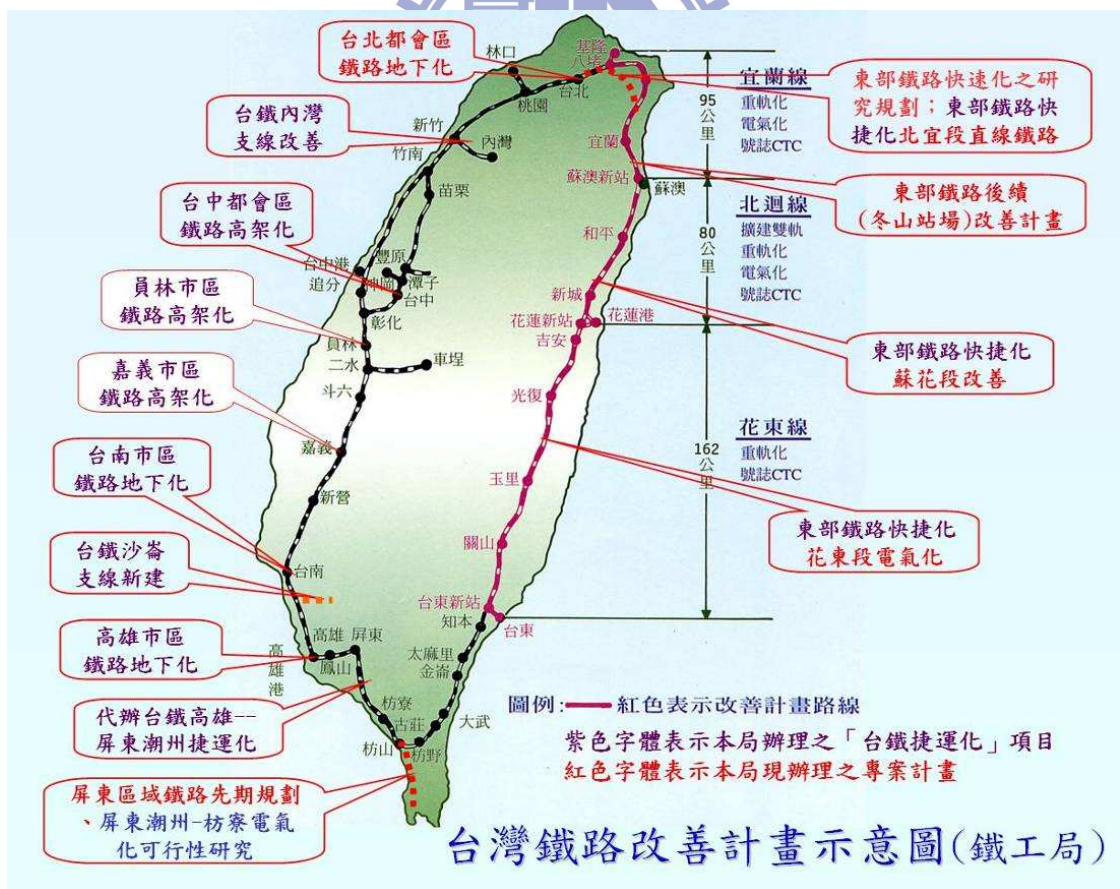 台北都會區
鐵路地下化
台鐵內灣
支線改善
台中都會區
鐵路高架化
員林市區
鐵路高架化
嘉義市區
鐵路高架化
台南市區
鐵路地下化
台鐵沙崙
支線新建
高雄市區
鐵路地下化
代辦台鐵高雄--
屏東潮州捷運化
屏東區域鐵路先期規劃
、屏東潮州-枋寮電氣
化可行性研究
林口
桃園
台北
基隆
八堵
新竹
竹南
內灣
苗栗
豐原
台中港
追分
神岡
潭子
台中
彰化
員林
二水
車埕
斗六
嘉義
新營
台南
高雄
屏東
鳳山
高雄港
枋寮
古莊
枋山
枋野
大武
金崙
太麻里
知本
台東新站
台東
關山
玉里
光復
吉安
花蓮新站
花蓮港
新城
和平
蘇澳新站
蘇澳
宜蘭
95
公里
80
公里
162
公里
宜蘭線
重軌化
電氣化
號誌CTC
北迴線
擴建雙軌
重軌化
電氣化
號誌CTC
花東線
重軌化
號誌CTC
東部鐵路快速化之研
究規劃；東部鐵路快
捷化北宜段直線鐵路
東部鐵路後續
(冬山站場)改善計畫
東部鐵路快捷化
蘇花段改善
東部鐵路快捷化
花東段電氣化
圖例：紅色表示改善計畫路線
紫色字體表示本局辦理之「台鐵捷運化」項目
紅色字體表示本局現辦理之專案計畫
台灣鐵路改善計畫示意圖(鐵工局)